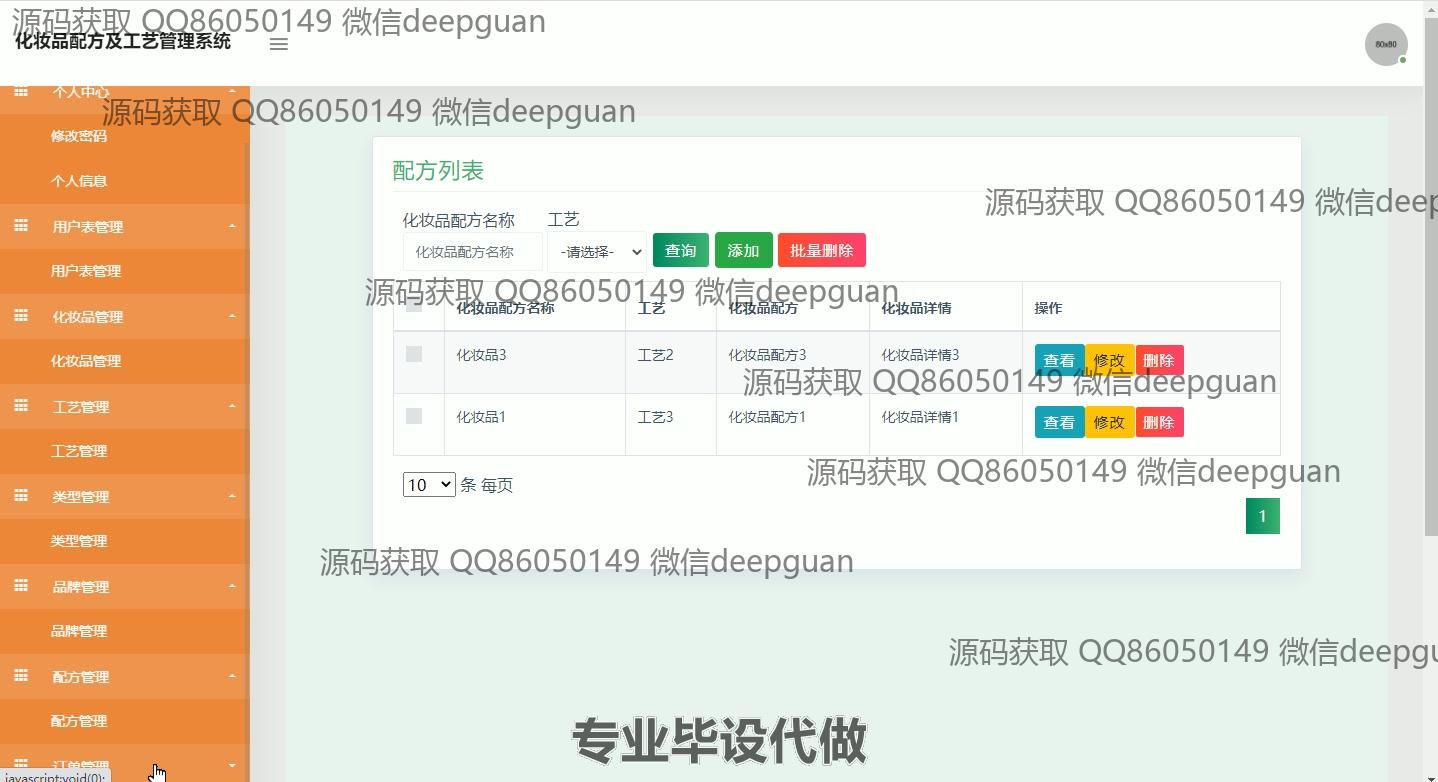 源码获取 QQ86050149 微信deepguan
化妆品配方及工艺管理系统
80x80
个人中心
源码获取 QQ86050149 微信deepguan
修改密码
个人信息
用户表管理
用户表管理
化妆品管理
化妆品管理
工艺管理
工艺管理
类型管理
类型管理
品牌管理
品牌管理
配方管理
配方管理
订单管理
javascript:void(0);
配方列表
源码获取 QQ86050149 微信deep
化妆品配方名称 工艺
化妆品配方名称 -请选择- 查询 添加 批量删除
源码获取 QQ86050149 微信deepguan
化妆品配方名称 工艺 化妆品配方 化妆品详情 操作
化妆品3 工艺2 化妆品配方3 化妆品详情3 查看 修改 删除
源码获取 QQ86050149 微信deepguan
化妆品1 工艺3 化妆品配方1 化妆品详情1 查看 修改 删除
源码获取 QQ86050149 微信deepguan
10 条 每页
1
源码获取 QQ86050149 微信deepguan
源码获取 QQ86050149 微信deepgu
专业毕设代做